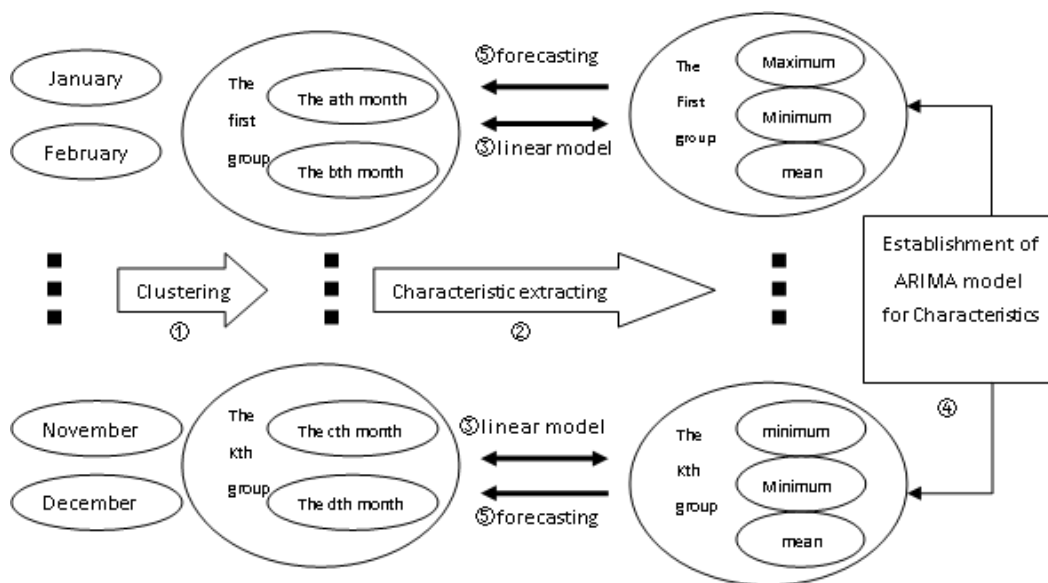 January
February
The
first
group
The ath month
The bth month
⑤forecasting
③linear model
The
First
group
Maximum
Minimum
mean
Clustering
①
Characteristic extracting
②
Establishment of
ARIMA model
for Characteristics
④
November
December
The
Kth
group
The cth month
The dth month
③linear model
⑤forecasting
The
Kth
group
minimum
Minimum
mean